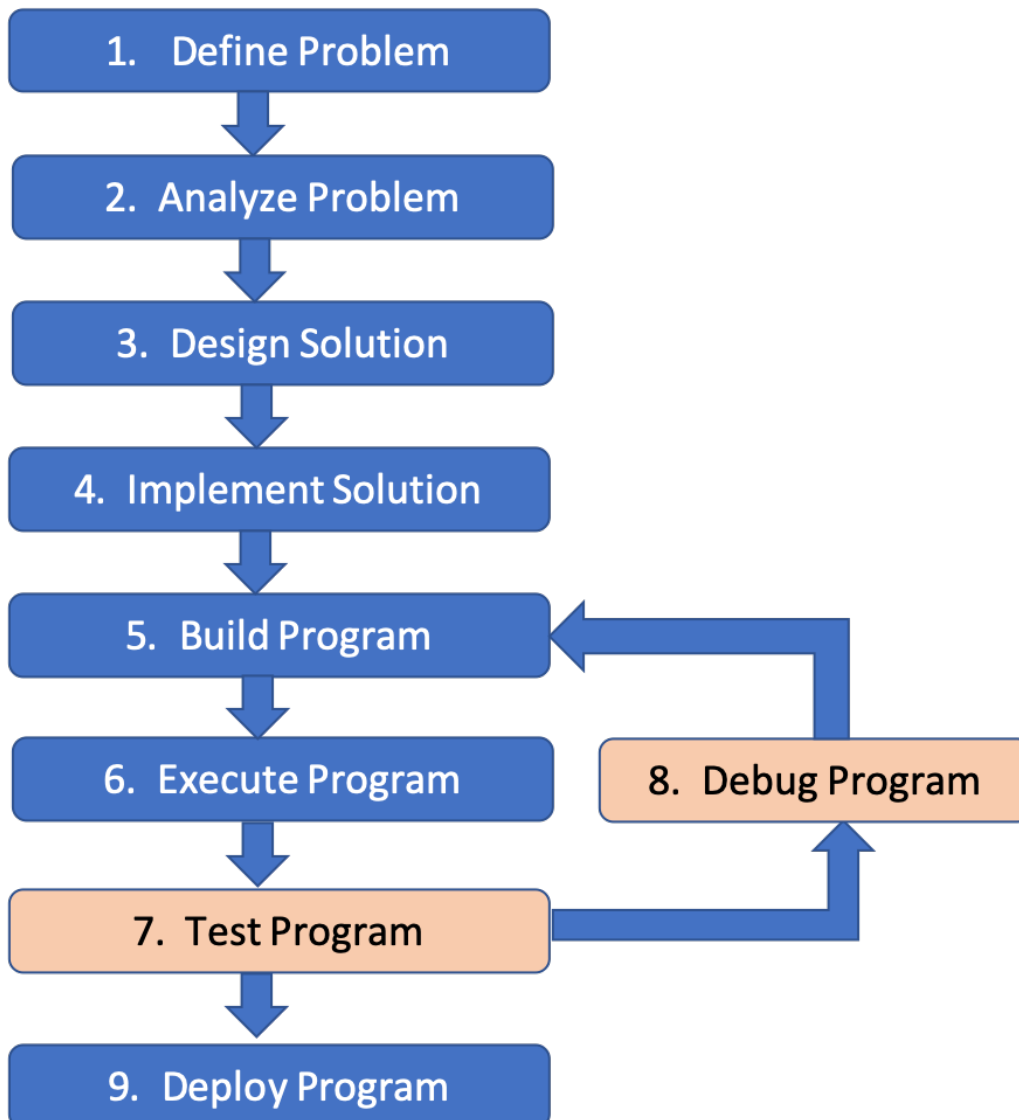 1. Define Problem
2. Analyze Problem
3. Design Solution
4. Implement Solution
5. Build Program
6. Execute Program
8. Debug Program
7. Test Program
9. Deploy Program